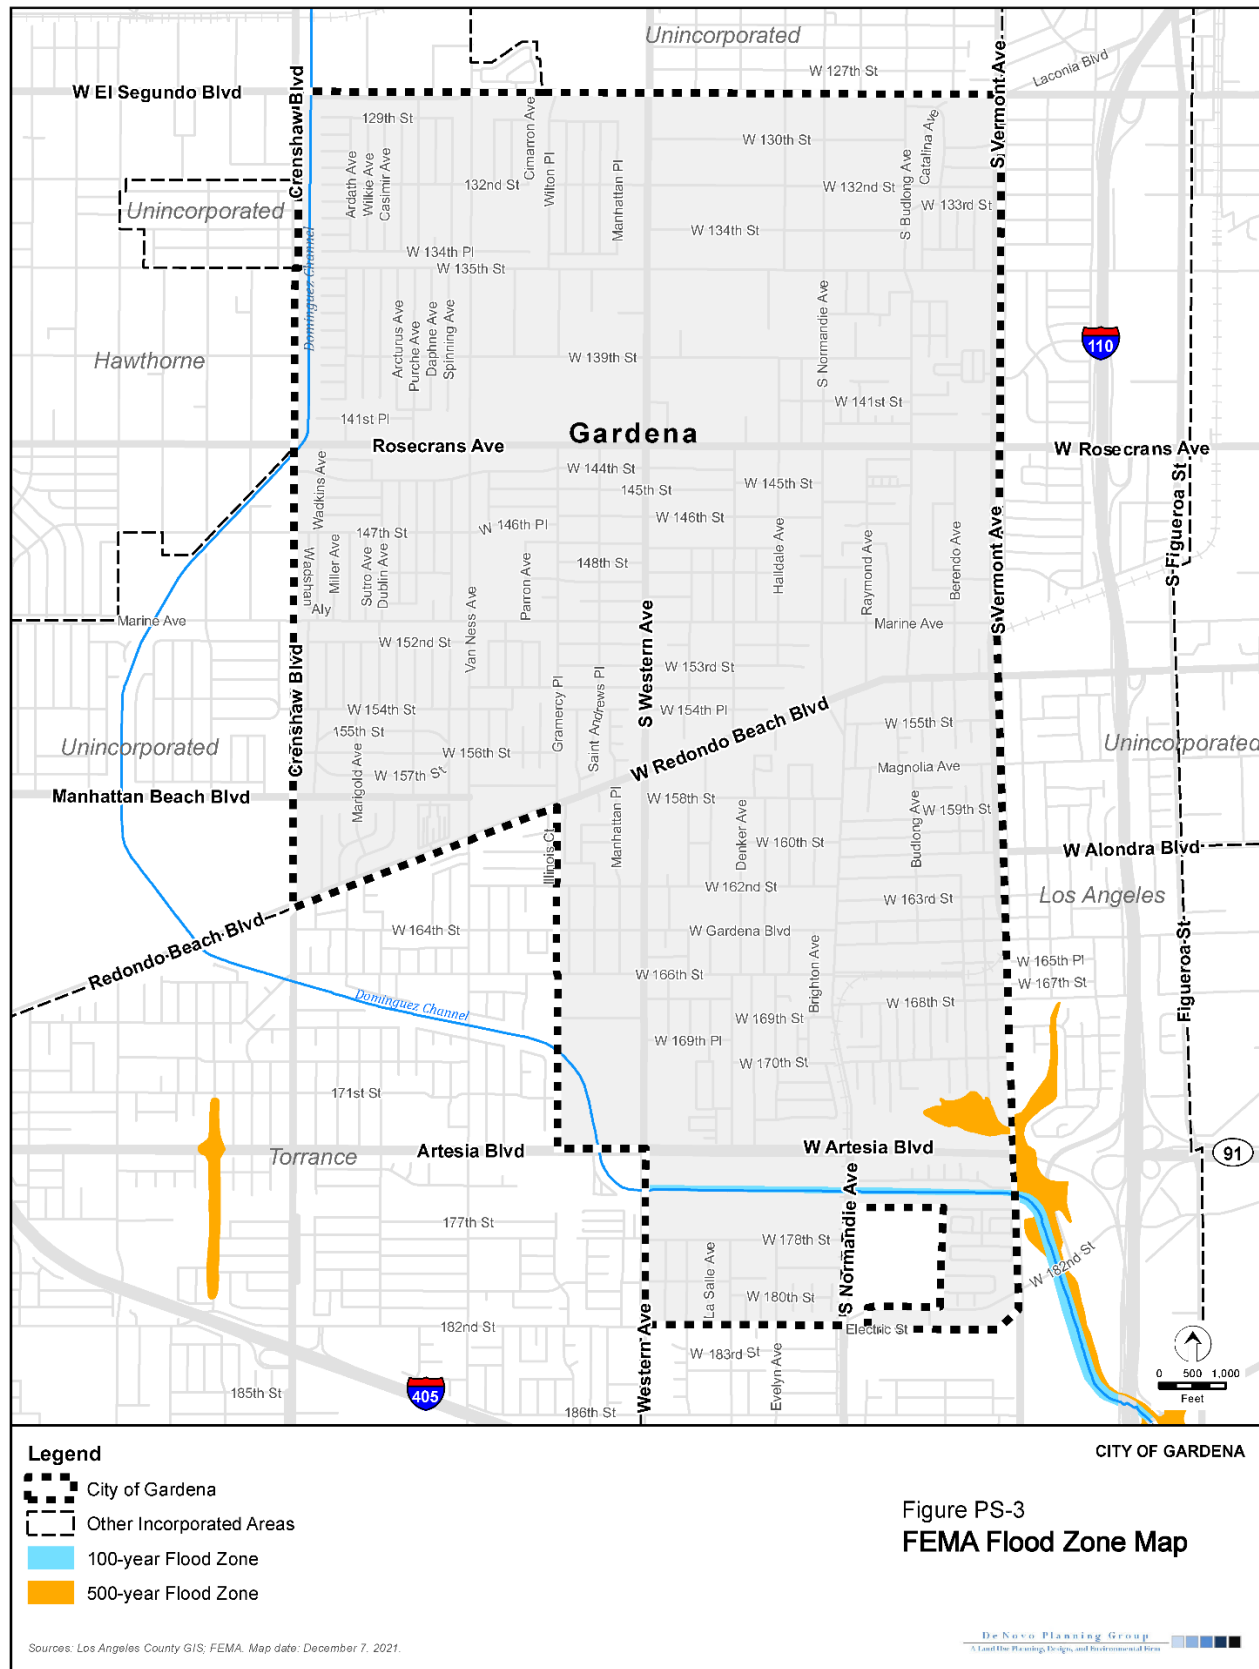 Unincorporated
W 127th St
Laconia Blvd
W El Segundo Blvd
Crenshaw Blvd
S Vermont Ave
129th St
Cimarron Ave
W 130th St
Catalina Ave
Ardath Ave
Wilkie Ave
Casimir Ave
132nd St
Wilton Pl
Manhattan Pl
W 132nd St
S Budlong Ave
W 133rd St
Unincorporated
W 134th St
W 134th Pl
W 135th St
Dominguez Channel
Arcturus Ave
Purche Ave
Daphne Ave
Spinning Ave
S Normandie Ave
110
Hawthorne
W 139th St
W 141st St
141st Pl
Gardena
Rosecrans Ave
W Rosecrans Ave
W 144th St
145th St
W 145th St
Wadkins Ave
W 146th Pl
W 146th St
147th St
S Figueroa St
Miller Ave
Sutro Ave
Dublin Ave
148th St
Halldale Ave
Raymond Ave
Berendo Ave
S Vermont Ave
Wadshan
Aly
Parron Ave
Van Ness Ave
Marine Ave
Marine Ave
W 152nd St
S Western Ave
W 153rd St
Crenshaw Blvd
Gramercy Pl
Saint Andrews Pl
W 154th St
W 154th Pl
155th St
W 155th St
W Redondo Beach Blvd
Unincorporated
Unincorporated
W 156th St
Marigold Ave
W 157th St
Magnolia Ave
Manhattan Beach Blvd
W 158th St
W 159th St
Illinois Ct
Manhattan Pl
Denker Ave
W 160th St
Budlong Ave
W Alondra Blvd
W 162nd St
W 163rd St
Los Angeles
Redondo Beach Blvd
W 164th St
W Gardena Blvd
Brighton Ave
W 165th Pl
W 166th St
W 167th St
Figueroa St
Dominguez Channel
W 168th St
W 169th St
W 169th Pl
W 170th St
171st St
Torrance
Artesia Blvd
W Artesia Blvd
91
S Normandie Ave
177th St
W 178th St
W 182nd St
La Salle Ave
W 180th St
182nd St
Electric St
Western Ave
W 183rd St
Evelyn Ave
185th St
405
186th St
0 500 1,000
Feet
Legend
City of Gardena
Other Incorporated Areas
100-year Flood Zone
500-year Flood Zone
CITY OF GARDENA
Figure PS-3
FEMA Flood Zone Map
Sources: Los Angeles County GIS; FEMA. Map date: December 7, 2021.
De Novo Planning Group
A Land Use Planning, Design, and Environmental Firm